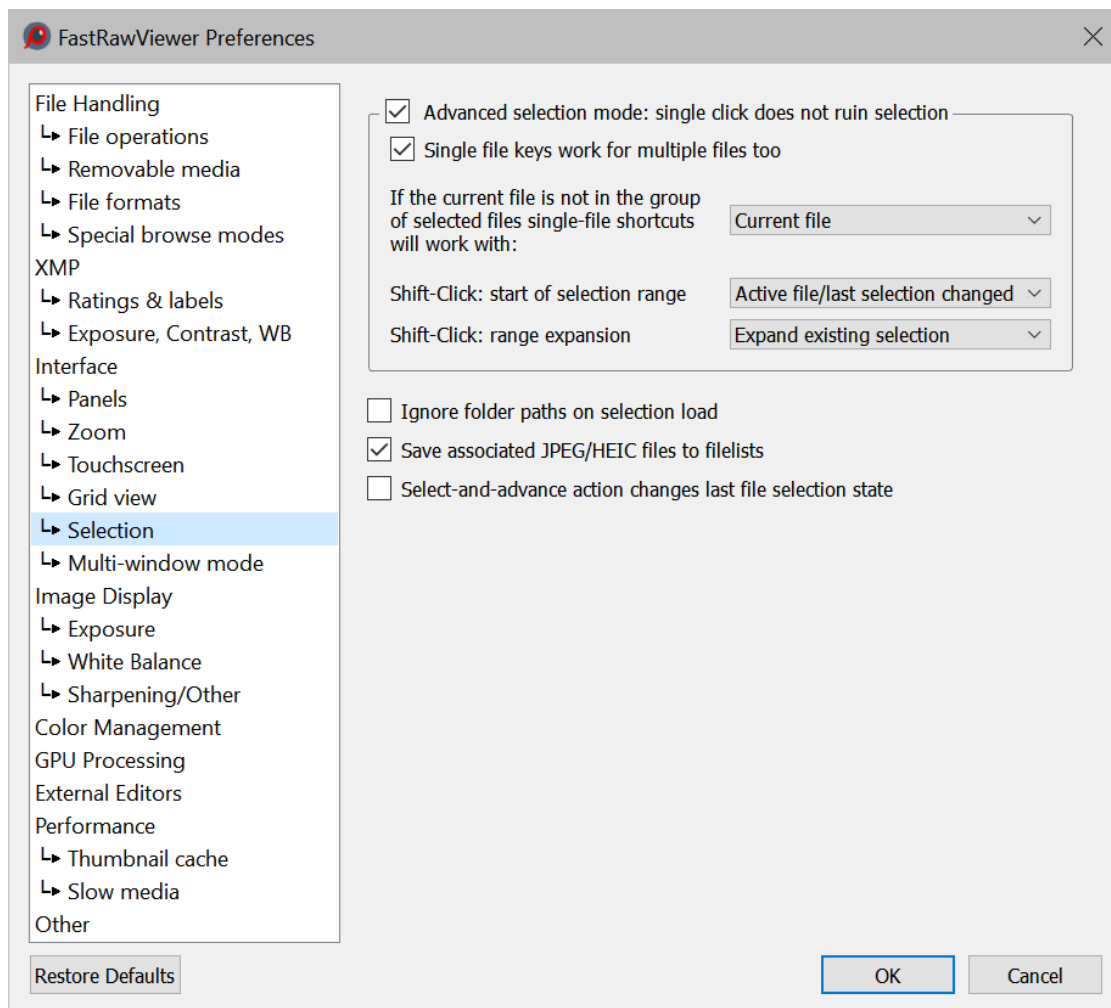 FastRawViewer Preferences
File Handling
File operations
Removable media
File formats
Special browse modes
XMP
Ratings & labels
Exposure, Contrast, WB
Interface
Panels
Zoom
Touchscreen
Grid view
Selection
Multi-window mode
Image Display
Exposure
White Balance
Sharpening/Other
Color Management
GPU Processing
External Editors
Performance
Thumbnail cache
Slow media
Other
Advanced selection mode: single click does not ruin selection
Single file keys work for multiple files too
If the current file is not in the group
of selected files single-file shortcuts
will work with:
Current file
Shift-Click: start of selection range
Active file/last selection changed
Shift-Click: range expansion
Expand existing selection
Ignore folder paths on selection load
Save associated JPEG/HEIC files to filelists
Select-and-advance action changes last file selection state
Restore Defaults
OK
Cancel